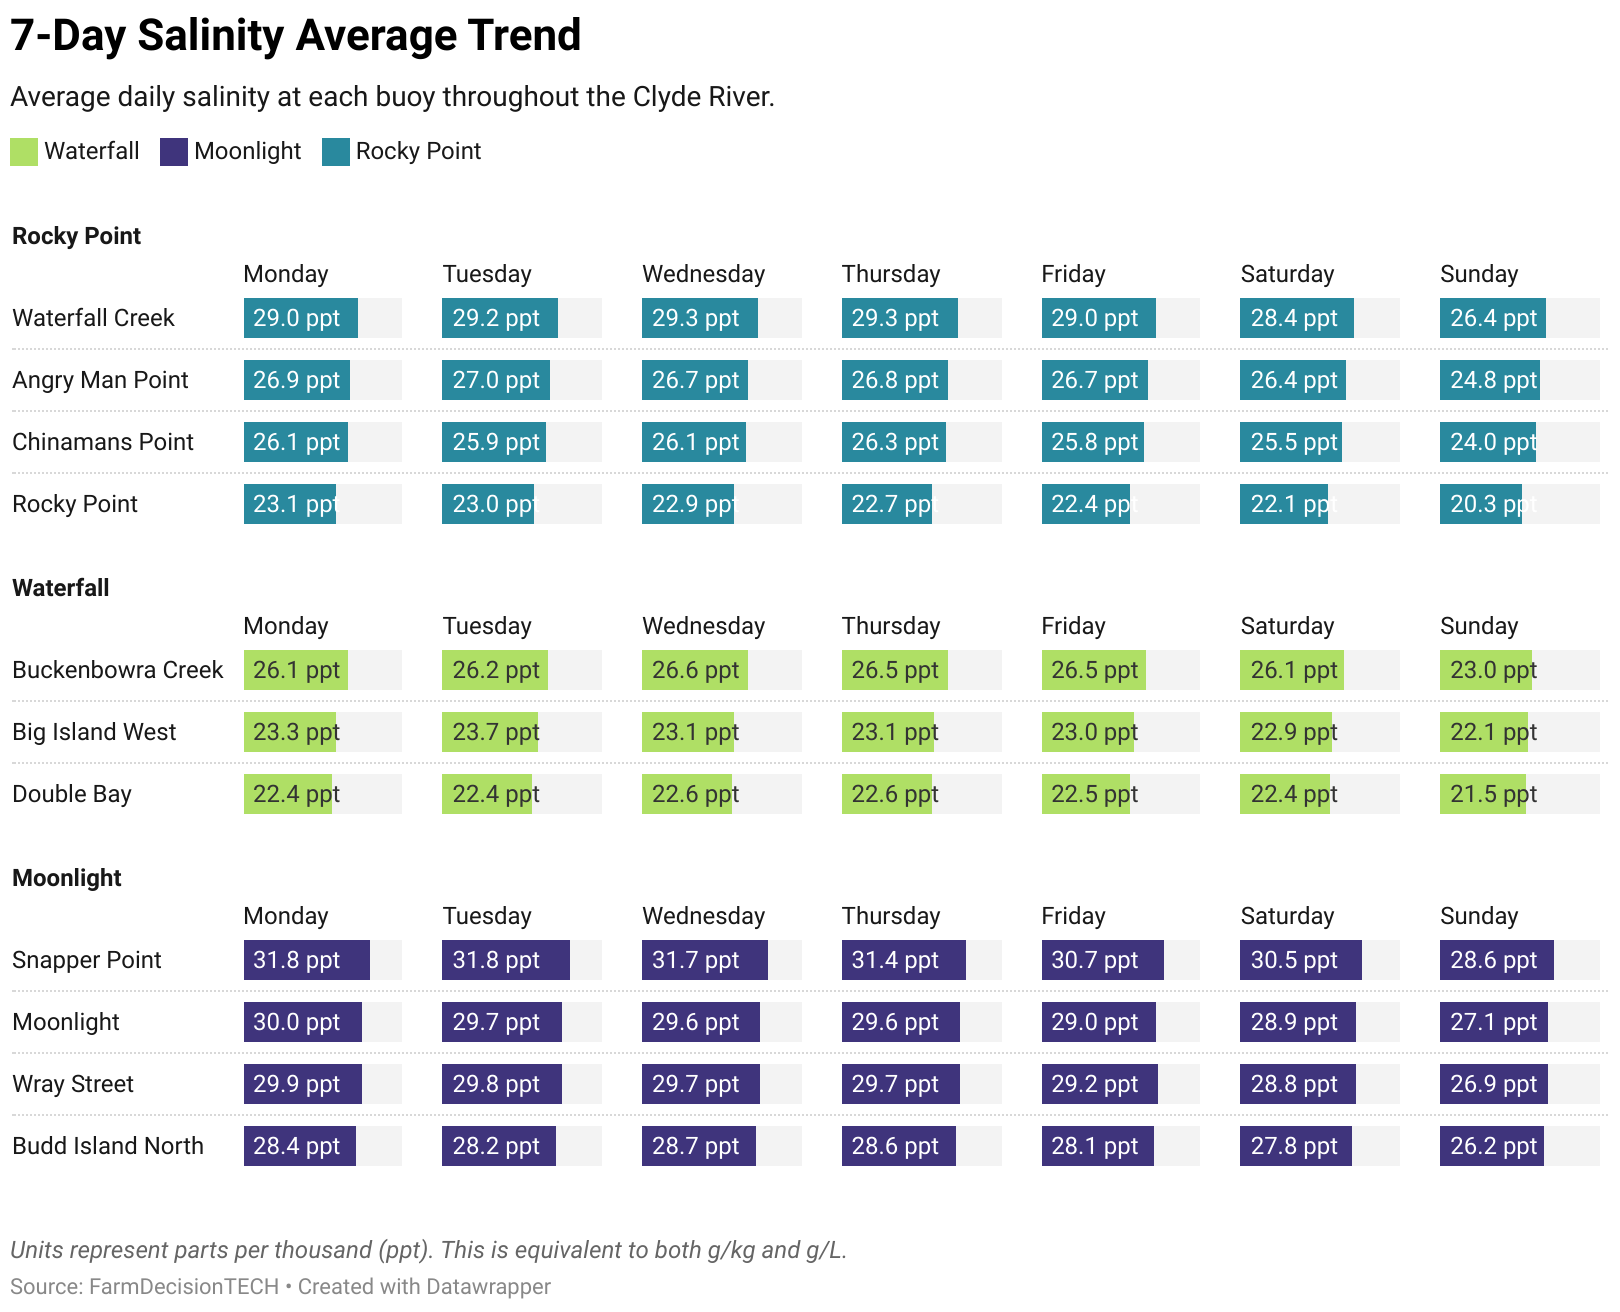 7-Day Salinity Average Trend
Average daily salinity at each buoy throughout the Clyde River.
Waterfall Moonlight Rocky Point
Rocky Point
Monday Tuesday Wednesday Thursday Friday Saturday Sunday
Waterfall Creek 29.0 ppt 29.2 ppt 29.3 ppt 29.3 ppt 29.0 ppt 28.4 ppt 26.4 ppt
Angry Man Point 26.9 ppt 27.0 ppt 26.7 ppt 26.8 ppt 26.7 ppt 26.4 ppt 24.8 ppt
Chinamans Point 26.1 ppt 25.9 ppt 26.1 ppt 26.3 ppt 25.8 ppt 25.5 ppt 24.0 ppt
Rocky Point 23.1 ppt 23.0 ppt 22.9 ppt 22.7 ppt 22.4 ppt 22.1 ppt 20.3 ppt
Waterfall
Monday Tuesday Wednesday Thursday Friday Saturday Sunday
Buckenbowra Creek 26.1 ppt 26.2 ppt 26.6 ppt 26.5 ppt 26.5 ppt 26.1 ppt 23.0 ppt
Big Island West 23.3 ppt 23.7 ppt 23.1 ppt 23.1 ppt 23.0 ppt 22.9 ppt 22.1 ppt
Double Bay 22.4 ppt 22.4 ppt 22.6 ppt 22.6 ppt 22.5 ppt 22.4 ppt 21.5 ppt
Moonlight
Monday Tuesday Wednesday Thursday Friday Saturday Sunday
Snapper Point 31.8 ppt 31.8 ppt 31.7 ppt 31.4 ppt 30.7 ppt 30.5 ppt 28.6 ppt
Moonlight 30.0 ppt 29.7 ppt 29.6 ppt 29.6 ppt 29.0 ppt 28.9 ppt 27.1 ppt
Wray Street 29.9 ppt 29.8 ppt 29.7 ppt 29.7 ppt 29.2 ppt 28.8 ppt 26.9 ppt
Budd Island North 28.4 ppt 28.2 ppt 28.7 ppt 28.6 ppt 28.1 ppt 27.8 ppt 26.2 ppt
Units represent parts per thousand (ppt). This is equivalent to both g/kg and g/L.
Source: FarmDecisionTECH • Created with Datawrapper